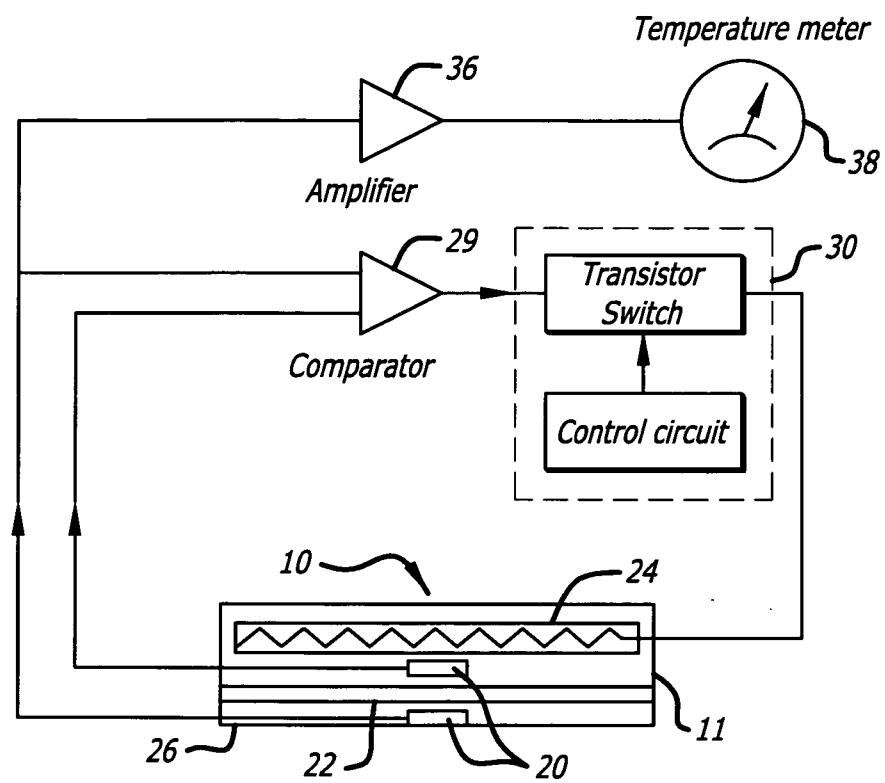 Temperature meter
36
38
Amplifier
29
30
Transistor
Switch
Comparator
Control circuit
10
24
11
26
22
20